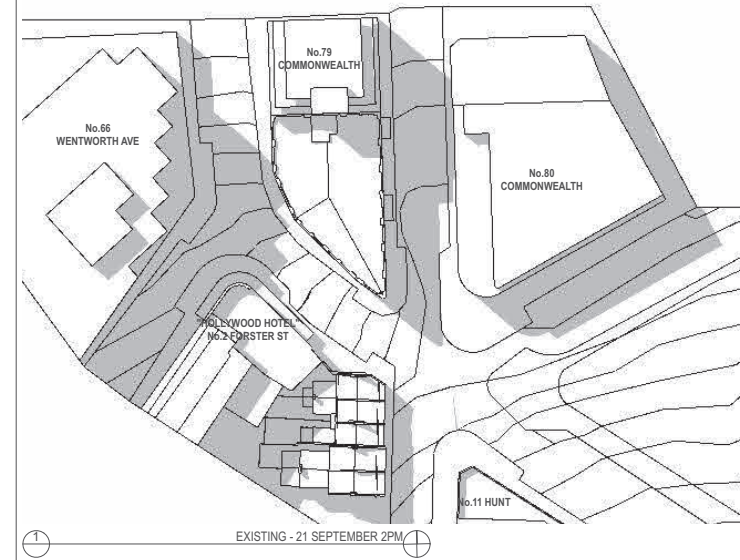 No.79
COMMONWEALTH
No.66
WENTWORTH AVE
No.80
COMMONWEALTH
"HOLLYWOOD HOTEL"
No.2 FORSTER ST
No.11 HUNT
1
EXISTING - 21 SEPTEMBER 2PM